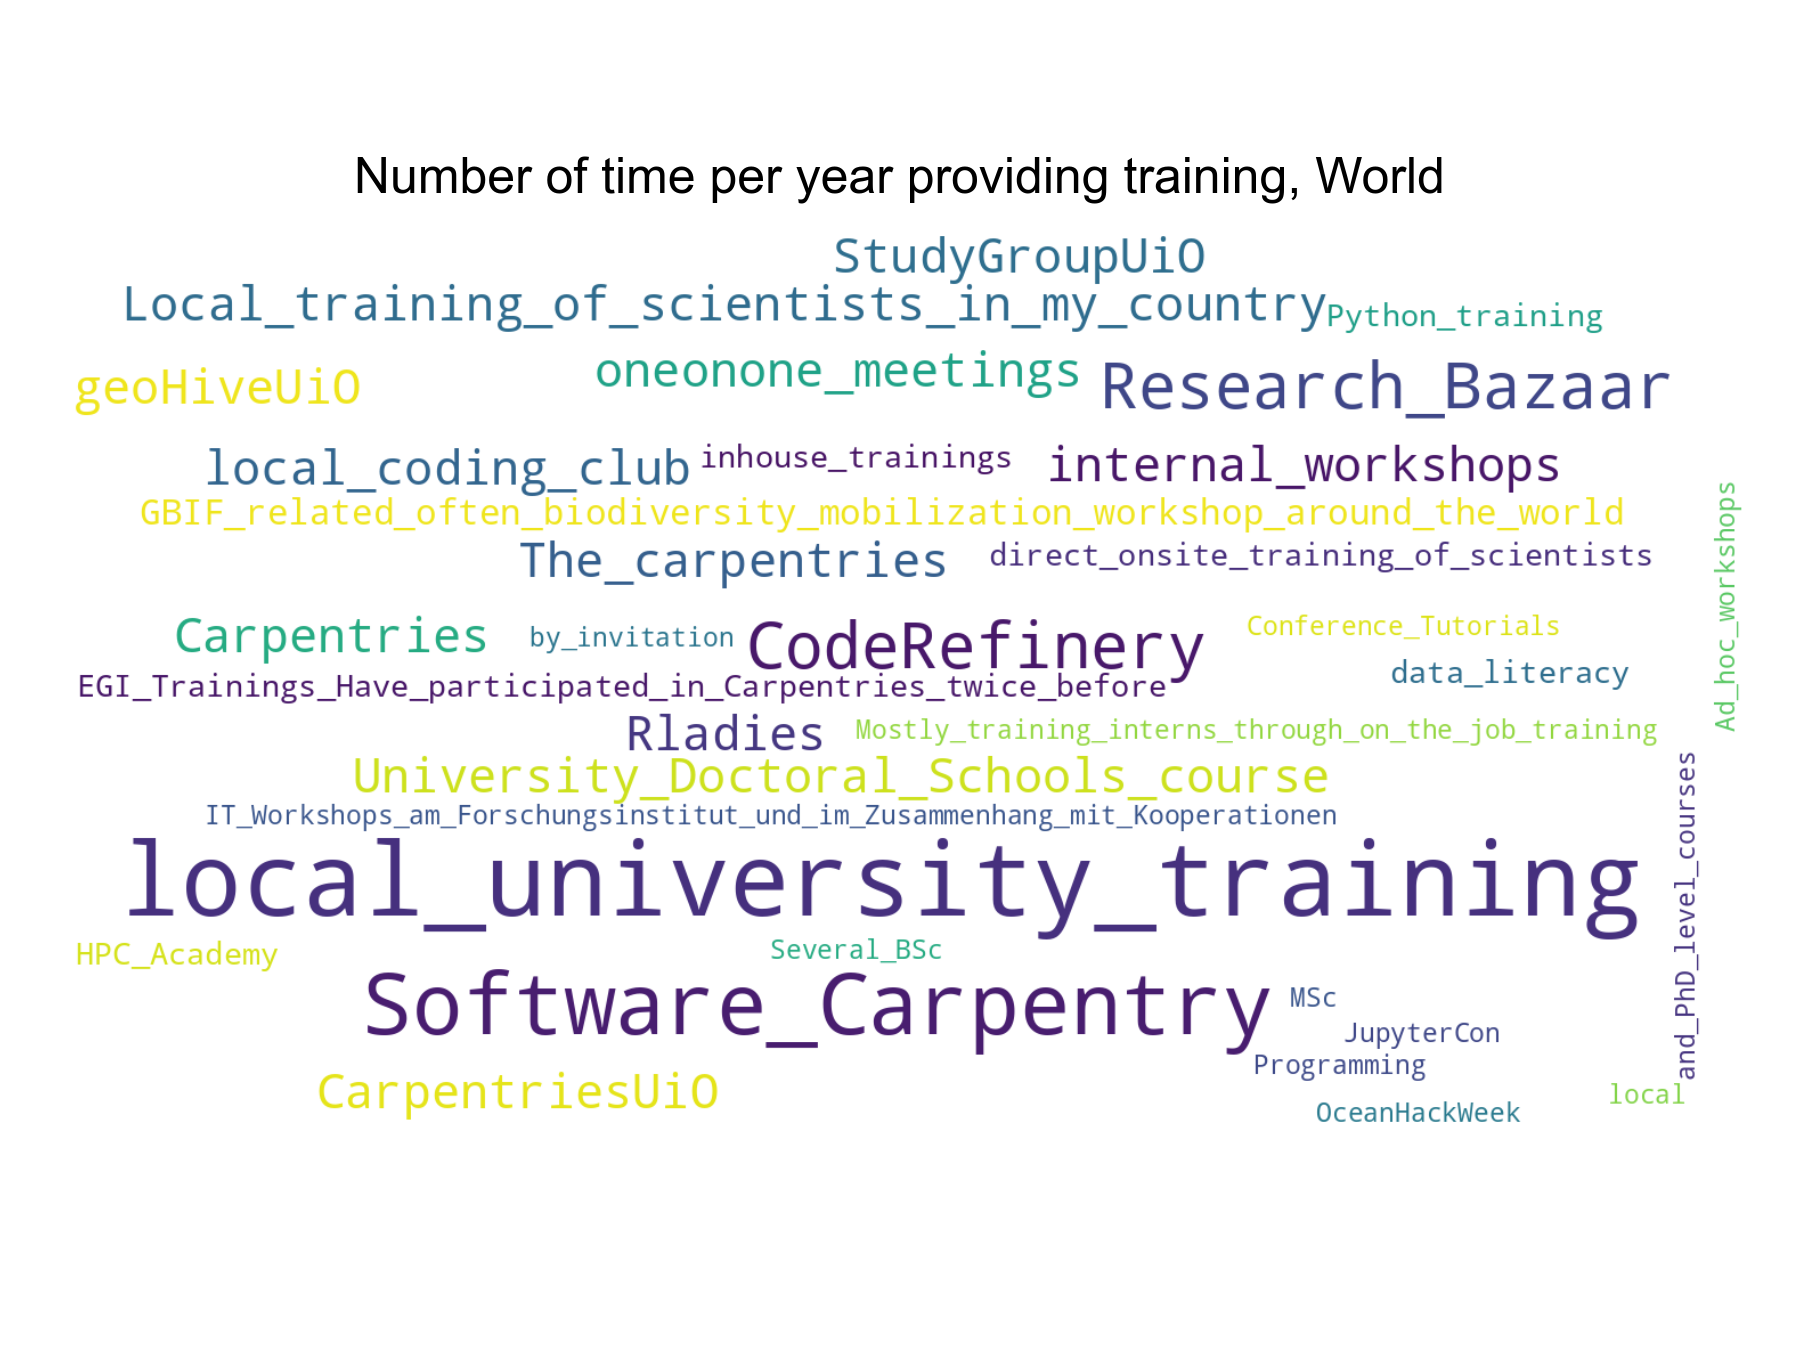 Number of time per year providing training, World
StudyGroupUiO
Local_training_of_scientists_in_my_country
Python_training
geoHiveUiO
oneonone_meetings
Research_Bazaar
local_coding_club
inhouse_trainings
internal_workshops
GBIF_related_often_biodiversity_mobilization_workshop_around_the_world
Ad_hoc_workshops
The_carpentries
direct_onsite_training_of_scientists
Carpentries
by_invitation
CodeRefinery
Conference_Tutorials
data_literacy
EGI_Trainings_Have_participated_in_Carpentries_twice_before
Rladies
Mostly_training_interns_through_on_the_job_training
University_Doctoral_Schools_course
and_PhD_level_courses
IT_Workshops_am_Forschungsinstitut_und_im_Zusammenhang_mit_Kooperationen
local_university_training
HPC_Academy
Several_BSc
Software_Carpentry
MSc
JupyterCon
Programming
CarpentriesUiO
local
OceanHackWeek